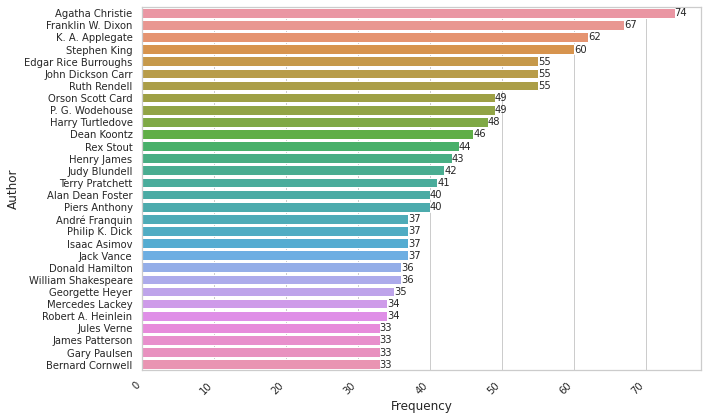 Agatha Christie 74
Franklin W. Dixon 67
K. A. Applegate 62
Stephen King 60
Edgar Rice Burroughs 55
John Dickson Carr 55
Ruth Rendell 55
Orson Scott Card 49
P. G. Wodehouse 49
Harry Turtledove 48
Dean Koontz 46
Rex Stout 44
Henry James 43
Judy Blundell 42
Terry Pratchett 41
Alan Dean Foster 40
Piers Anthony 40
André Franquin 37
Philip K. Dick 37
Isaac Asimov 37
Jack Vance 37
Donald Hamilton 36
William Shakespeare 36
Georgette Heyer 35
Mercedes Lackey 34
Robert A. Heinlein 34
Jules Verne 33
James Patterson 33
Gary Paulsen 33
Bernard Cornwell 33
Author
0 10 20 30 40 50 60 70
Frequency